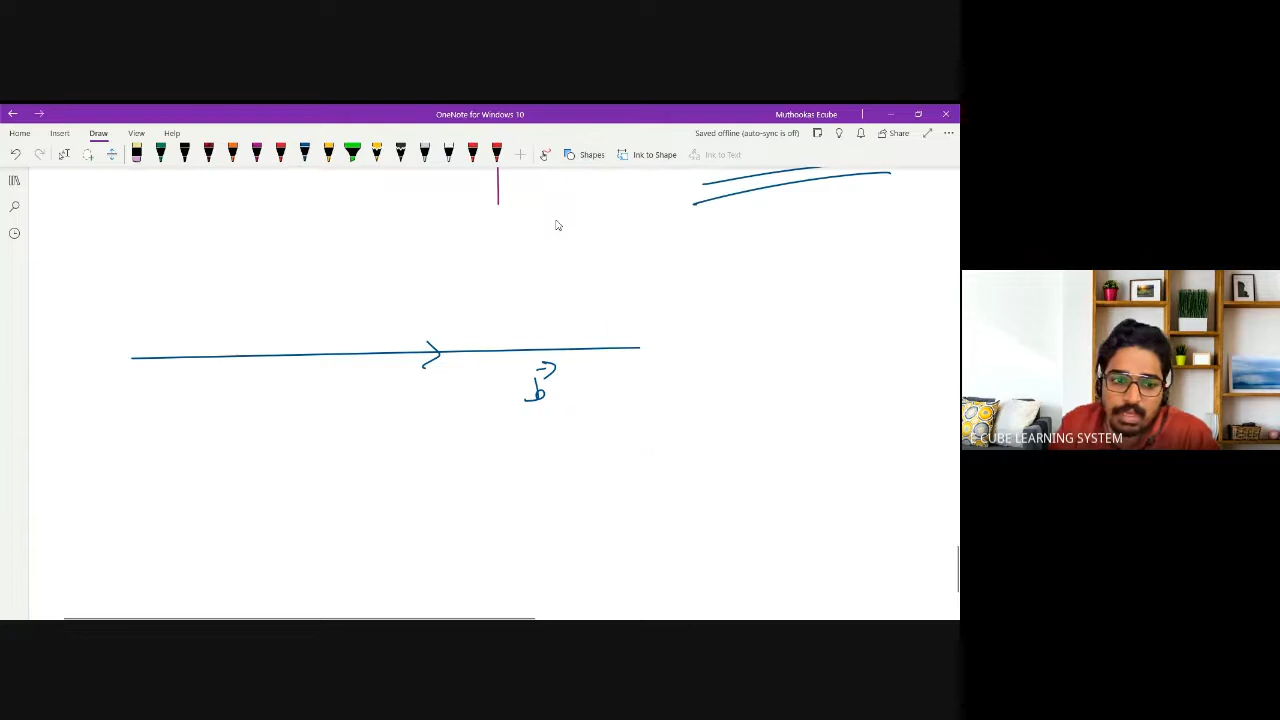 OneNote for Windows 10
Muthookas Ecube
Home Insert Draw View Help
Saved offline (auto-sync is off)
Share
Shapes
Ink to Shape
Ink to Text
b
E CUBE LEARNING SYSTEM